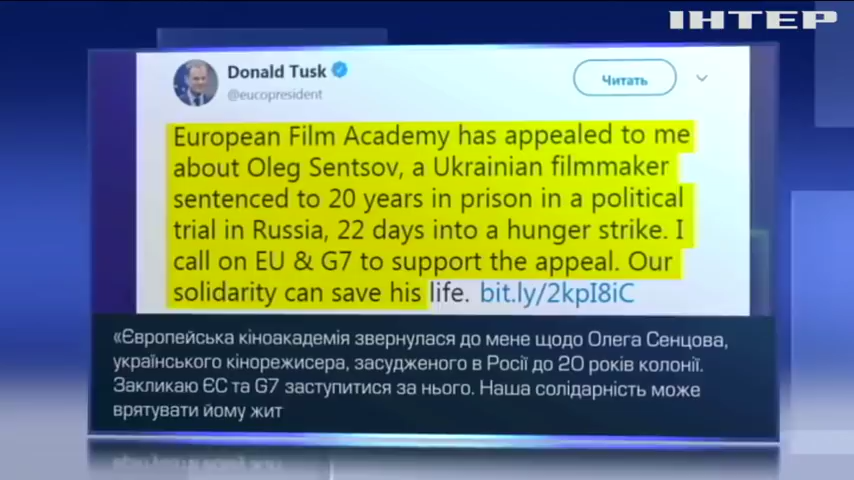 ІНТЕР
Donald Tusk
@eucopresident
Читать
European Film Academy has appealed to me
about Oleg Sentsov, a Ukrainian filmmaker
sentenced to 20 years in prison in a political
trial in Russia, 22 days into a hunger strike. I
call on EU & G7 to support the appeal. Our
solidarity can save his life. bit.ly/2kpI8iC
«Європейська кіноакадемія звернулася до мене щодо Олега Сенцова,
українського кінорежисера, засудженого в Росії до 20 років колонії.
Закликаю ЄС та G7 заступитися за нього. Наша солідарність може
врятувати йому жит